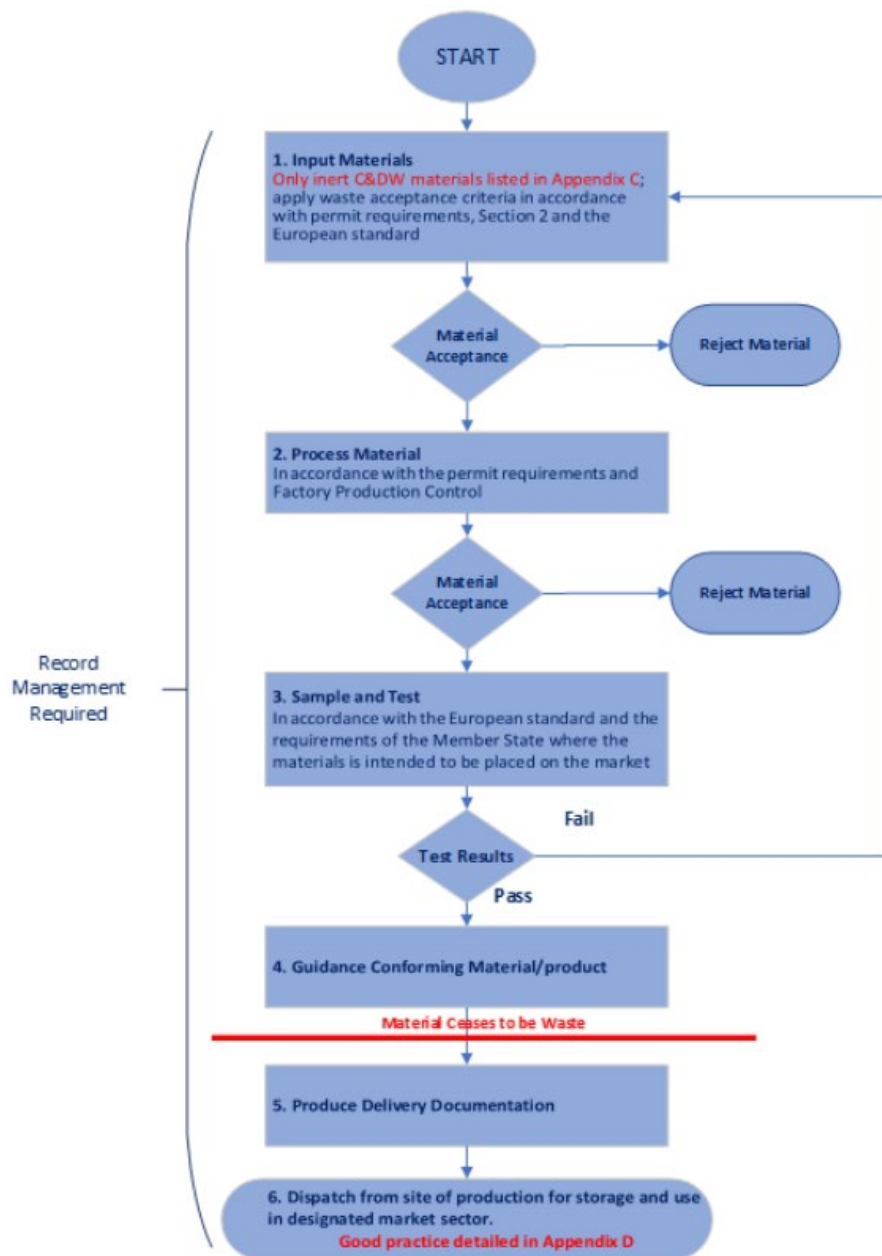 START
1. Input Materials
Only inert C&DW materials listed in Appendix C;
apply waste acceptance criteria in accordance
with permit requirements, Section 2 and the
European standard
Material
Acceptance
Reject Material
2. Process Material
In accordance with the permit requirements and
Factory Production Control
Material
Acceptance
Reject Material
Record
Management
Required
3. Sample and Test
In accordance with the European standard and the
requirements of the Member State where the
materials is intended to be placed on the market
Fail
Test Results
Pass
4. Guidance Conforming Material/product
Material Ceases to be Waste
5. Produce Delivery Documentation
6. Dispatch from site of production for storage and use
in designated market sector.
Good practice detailed in Appendix D